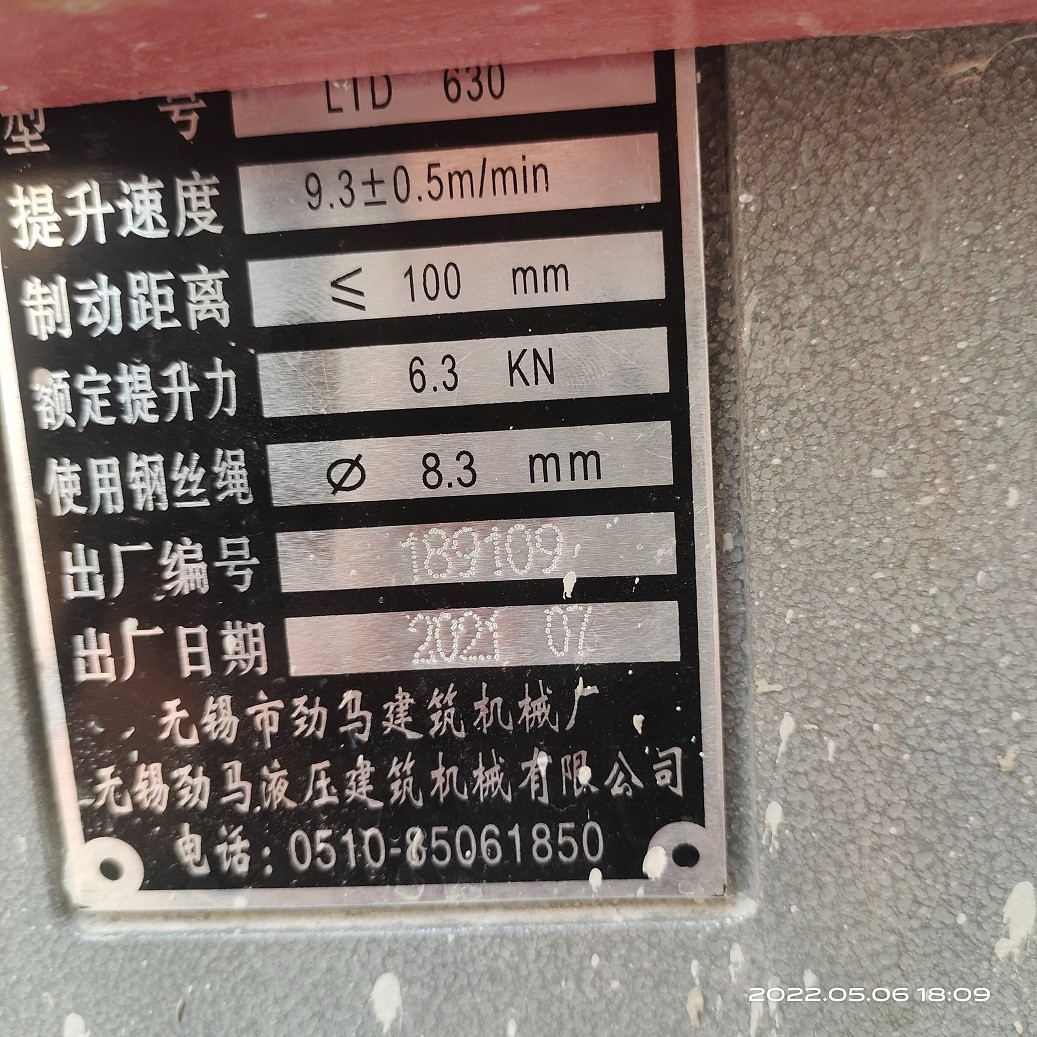 型 号 LTD 630
提升速度 9.3±0.5m/min
制动距离 ≤ 100 mm
额定提升力 6.3 KN
使用钢丝绳 Ø 8.3 mm
出厂编号 189109
出厂日期 2021 07
无锡市劲马建筑机械厂
无锡劲马液压建筑机械有限公司
电话:0510-85061850
2022.05.06 18:09